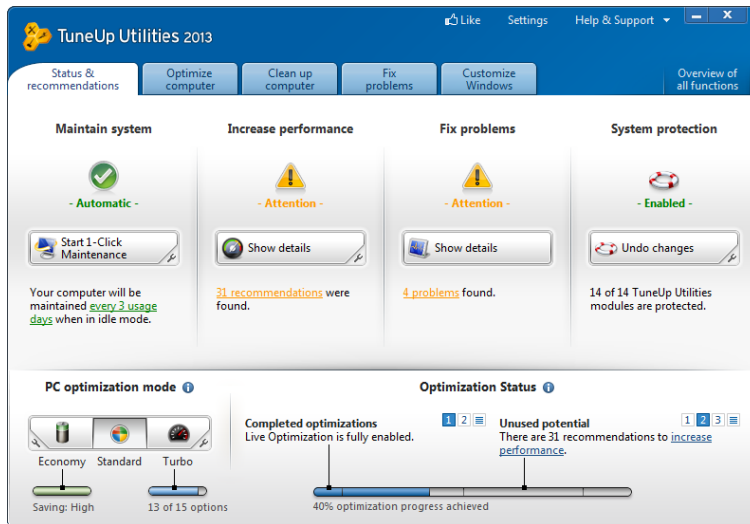 Like
Settings
Help & Support
X
TuneUp Utilities 2013
Status &
recommendations
Optimize
computer
Clean up
computer
Fix
problems
Customize
Windows
Overview of
all functions
Maintain system
- Automatic -
Start 1-Click
Maintenance
Your computer will be
maintained every 3 usage
days when in idle mode.
Increase performance
- Attention -
Show details
31 recommendations were
found.
Fix problems
- Attention -
Show details
4 problems found.
System protection
- Enabled -
Undo changes
14 of 14 TuneUp Utilities
modules are protected.
PC optimization mode
Economy
Standard
Turbo
Saving: High
13 of 15 options
Optimization Status
Completed optimizations
1 2
Live Optimization is fully enabled.
Unused potential
1 2 3
There are 31 recommendations to increase
performance.
40% optimization progress achieved